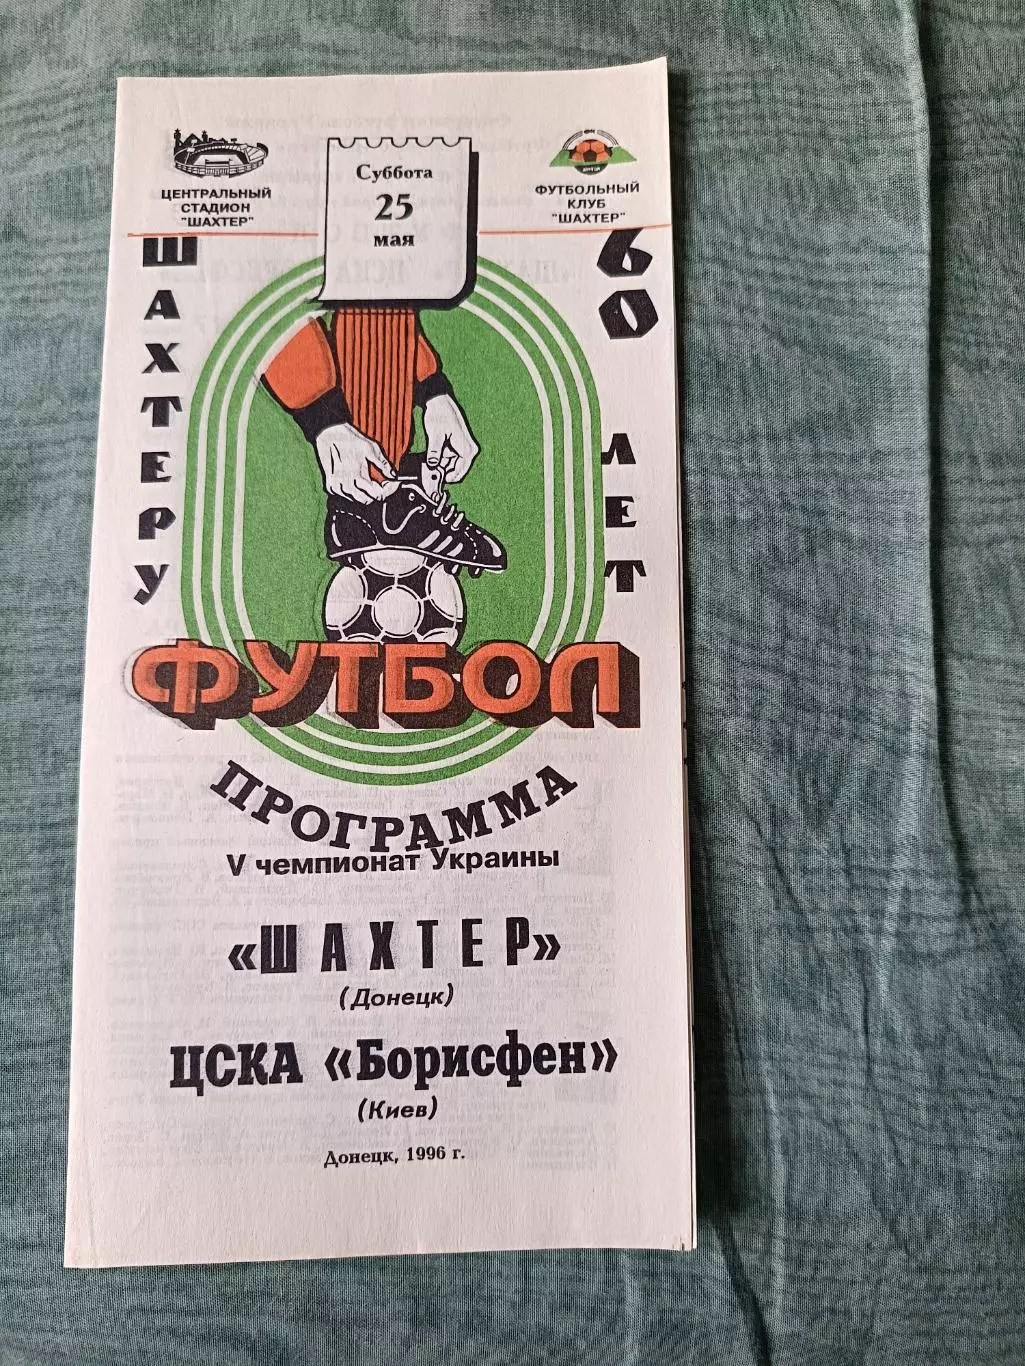 ЦЕНТРАЛЬНЫЙ
СТАДИОН
"ШАХТЕР"
Суббота
25
мая
ФУТБОЛЬНЫЙ
КЛУБ
"ШАХТЕР"
ШАХТЕРУ
60
ЛЕТ
ФУТБОЛ
ПРОГРАММА
V чемпионат Украины
«ШАХТЕР»
(Донецк)
ЦСКА «Борисфен»
(Киев)
Донецк, 1996 г.